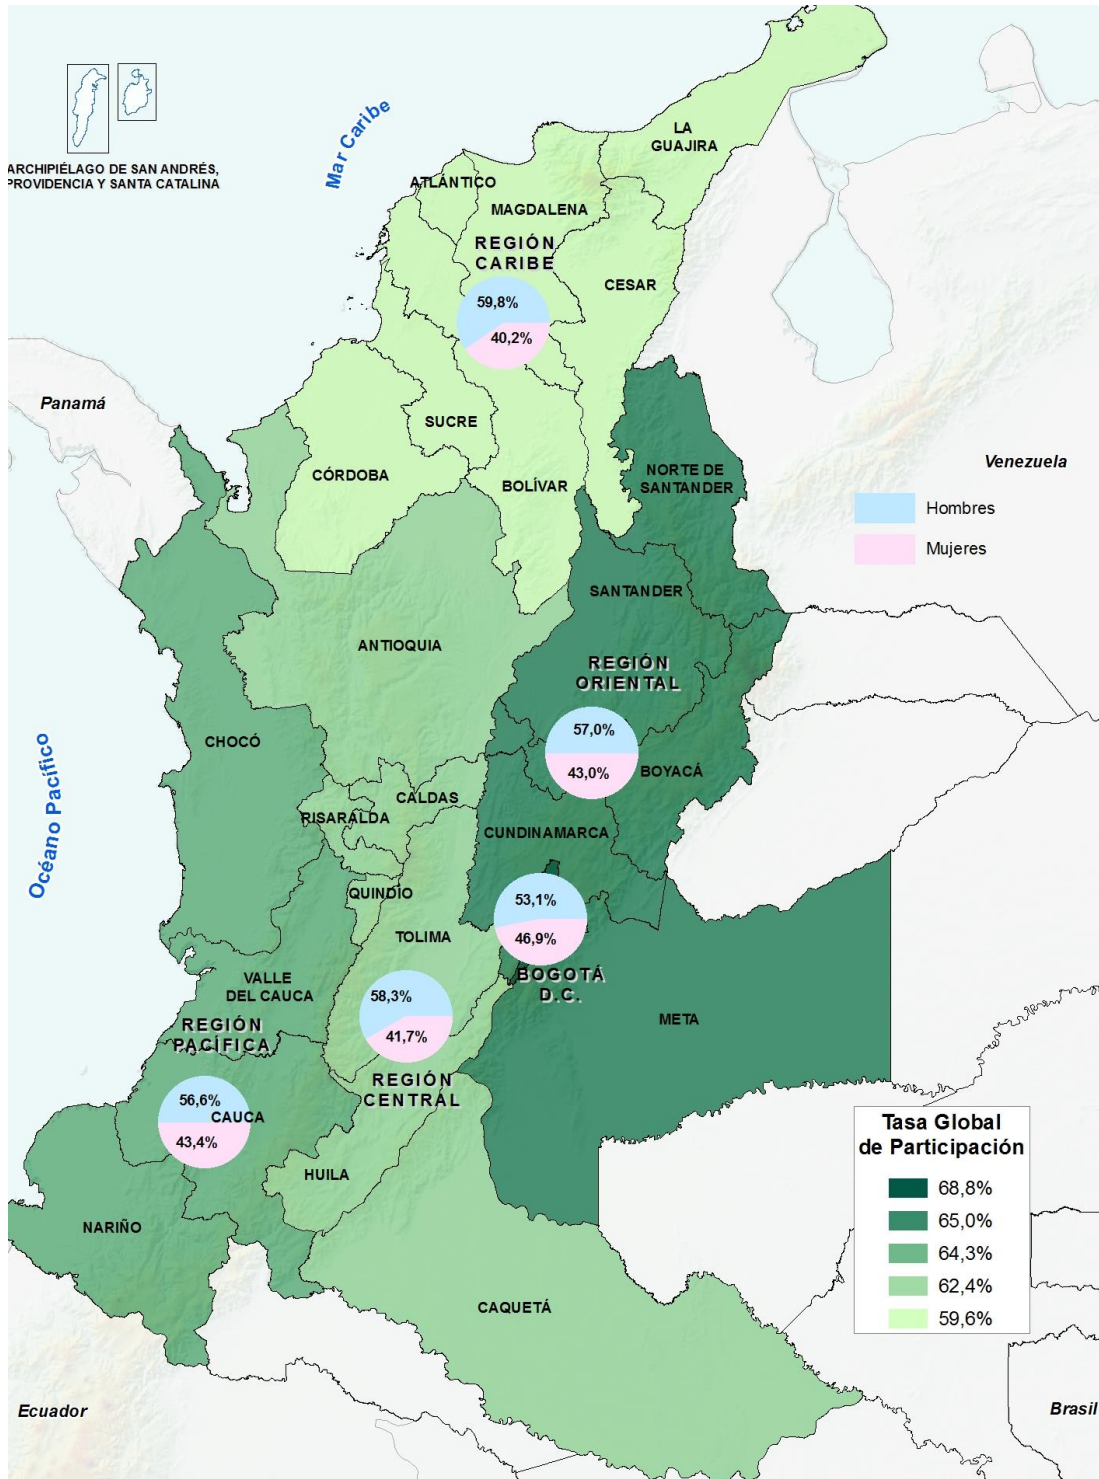 ARCHIPIÉLAGO DE SAN ANDRÉS,
PROVIDENCIA Y SANTA CATALINA
Mar Caribe
LA
GUAJIRA
ATLÁNTICO
MAGDALENA
REGIÓN
CARIBE
CESAR
59,8%
40,2%
Panamá
SUCRE
CÓRDOBA
BOLÍVAR
NORTE DE
SANTANDER
Venezuela
Hombres
Mujeres
SANTANDER
ANTIOQUIA
REGIÓN
ORIENTAL
57,0%
43,0%
BOYACÁ
CHOCÓ
Océano Pacífico
CALDAS
RISARALDA
CUNDINAMARCA
QUINDÍO
53,1%
46,9%
TOLIMA
BOGOTÁ
D.C.
VALLE
DEL CAUCA
58,3%
41,7%
META
REGIÓN
PACÍFICA
REGIÓN
CENTRAL
56,6%
CAUCA
43,4%
HUILA
NARIÑO
CAQUETÁ
Tasa Global
de Participación
68,8%
65,0%
64,3%
62,4%
59,6%
Ecuador
Brasil